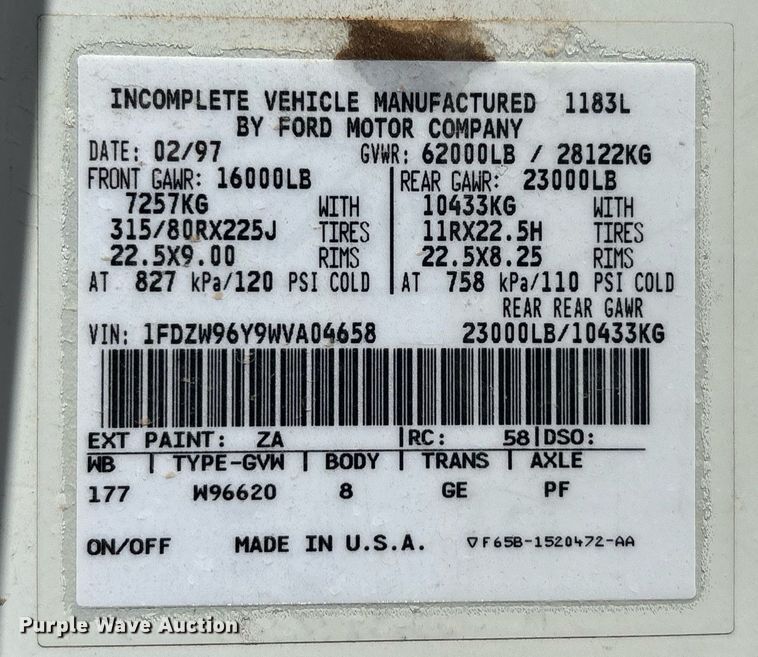 INCOMPLETE VEHICLE MANUFACTURED 1183L
BY FORD MOTOR COMPANY
DATE: 02/97 GVWR: 62000LB / 28122KG
FRONT GAWR: 16000LB REAR GAWR: 23000LB
7257KG WITH 10433KG WITH
315/80RX225J TIRES 11RX22.5H TIRES
22.5X9.00 RIMS 22.5X8.25 RIMS
AT 827 kPa/120 PSI COLD AT 758 kPa/110 PSI COLD
REAR REAR GAWR
VIN: 1FDZW96Y9WVA04658 23000LB/10433KG
EXT PAINT: ZA RC: 58 DSO:
WB TYPE-GVW BODY TRANS AXLE
177 W96620 8 GE PF
ON/OFF MADE IN U.S.A. ▽F65B-1520472-AA
Purple Wave Auction